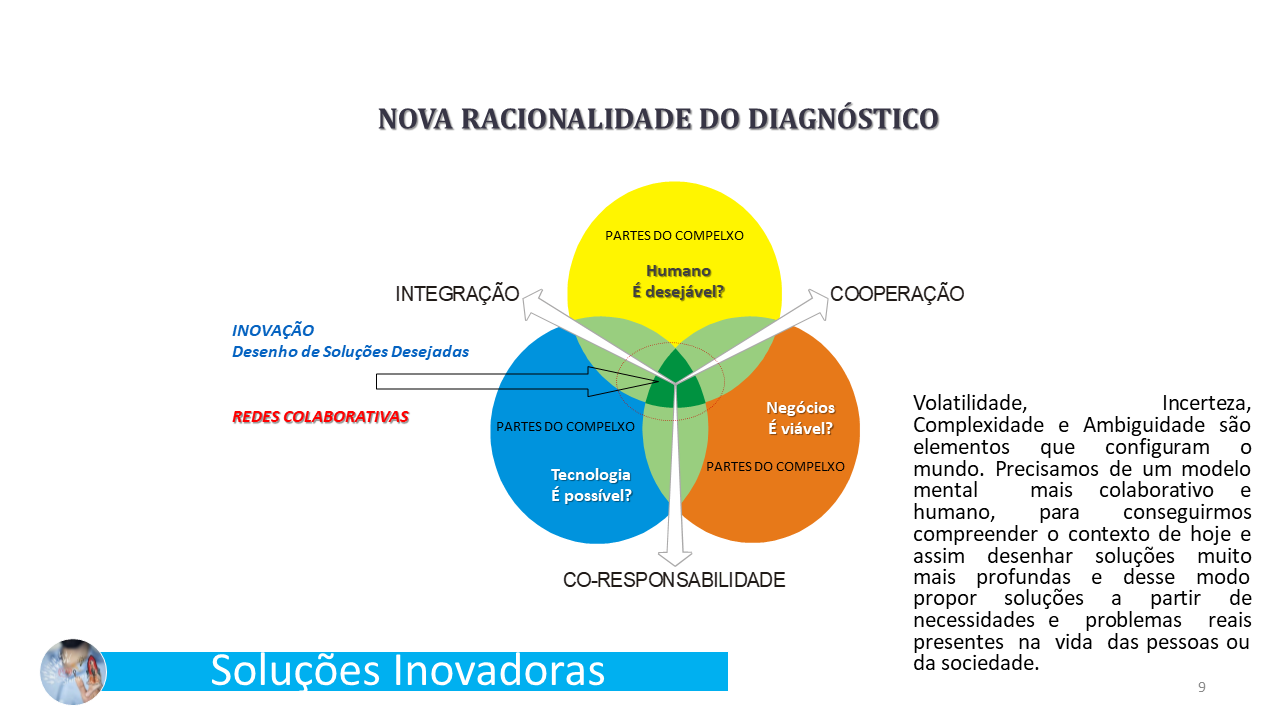 NOVA RACIONALIDADE DO DIAGNÓSTICO
PARTES DO COMPELXO
Humano
É desejável?
INTEGRAÇÃO
COOPERAÇÃO
INOVAÇÃO
Desenho de Soluções Desejadas
REDES COLABORATIVAS
PARTES DO COMPELXO
Tecnologia
É possível?
Negócios
É viável?
PARTES DO COMPELXO
CO-RESPONSABILIDADE
Volatilidade, Incerteza,
Complexidade e Ambiguidade são
elementos que configuram o
mundo. Precisamos de um modelo
mental mais colaborativo e
humano, para conseguirmos
compreender o contexto de hoje e
assim desenhar soluções muito
mais profundas e desse modo
propor soluções a partir de
necessidades e problemas reais
presentes na vida das pessoas ou
da sociedade.
Soluções Inovadoras
9